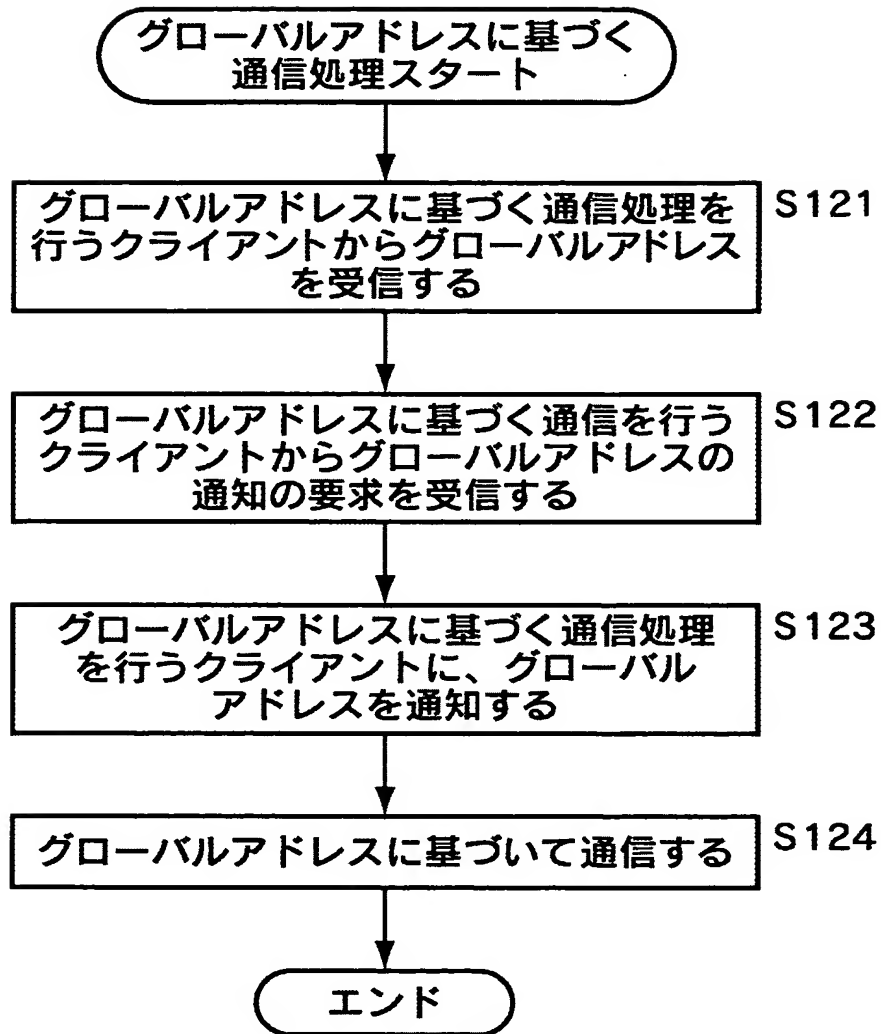 グローバルアドレスに基づく
通信処理スタート
グローバルアドレスに基づく通信処理を
行うクライアントからグローバルアドレス
を受信する
S121
グローバルアドレスに基づく通信を行う
クライアントからグローバルアドレスの
通知の要求を受信する
S122
グローバルアドレスに基づく通信処理
を行うクライアントに、グローバル
アドレスを通知する
S123
グローバルアドレスに基づいて通信する
S124
エンド